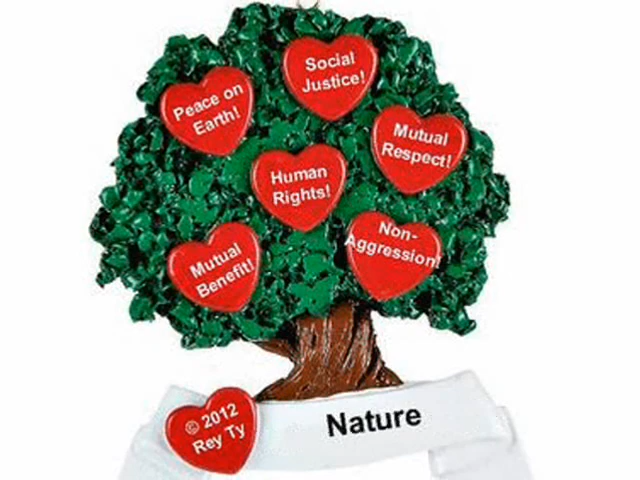 Social
Justice!
Peace on
Earth!
Mutual
Respect!
Human
Rights!
Non-
Aggression!
Mutual
Benefit!
© 2012
Rey Ty
Nature